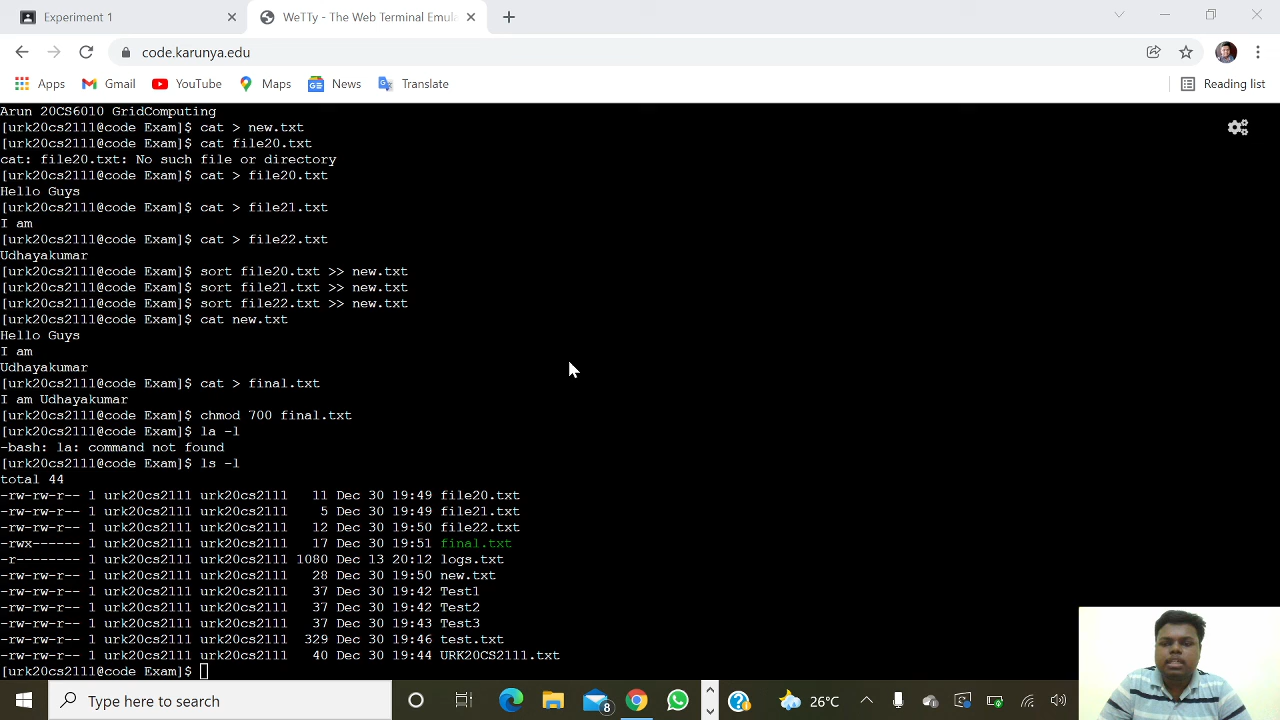 Experiment 1
WeTTy - The Web Terminal Emula
code.karunya.edu
Apps
Gmail
YouTube
Maps
News
Translate
Reading list
Arun 20CS6010 GridComputing
[urk20cs2111@code Exam]$ cat > new.txt
[urk20cs2111@code Exam]$ cat file20.txt
cat: file20.txt: No such file or directory
[urk20cs2111@code Exam]$ cat > file20.txt
Hello Guys
[urk20cs2111@code Exam]$ cat > file21.txt
I am
[urk20cs2111@code Exam]$ cat > file22.txt
Udhayakumar
[urk20cs2111@code Exam]$ sort file20.txt >> new.txt
[urk20cs2111@code Exam]$ sort file21.txt >> new.txt
[urk20cs2111@code Exam]$ sort file22.txt >> new.txt
[urk20cs2111@code Exam]$ cat new.txt
Hello Guys
I am
Udhayakumar
[urk20cs2111@code Exam]$ cat > final.txt
I am Udhayakumar
[urk20cs2111@code Exam]$ chmod 700 final.txt
[urk20cs2111@code Exam]$ la -l
-bash: la: command not found
[urk20cs2111@code Exam]$ ls -l
total 44
-rw-rw-r-- 1 urk20cs2111 urk20cs2111 11 Dec 30 19:49 file20.txt
-rw-rw-r-- 1 urk20cs2111 urk20cs2111 5 Dec 30 19:49 file21.txt
-rw-rw-r-- 1 urk20cs2111 urk20cs2111 12 Dec 30 19:50 file22.txt
-rwx------ 1 urk20cs2111 urk20cs2111 17 Dec 30 19:51 final.txt
-r-------- 1 urk20cs2111 urk20cs2111 1080 Dec 13 20:12 logs.txt
-rw-rw-r-- 1 urk20cs2111 urk20cs2111 28 Dec 30 19:50 new.txt
-rw-rw-r-- 1 urk20cs2111 urk20cs2111 37 Dec 30 19:42 Test1
-rw-rw-r-- 1 urk20cs2111 urk20cs2111 37 Dec 30 19:42 Test2
-rw-rw-r-- 1 urk20cs2111 urk20cs2111 37 Dec 30 19:43 Test3
-rw-rw-r-- 1 urk20cs2111 urk20cs2111 329 Dec 30 19:46 test.txt
-rw-rw-r-- 1 urk20cs2111 urk20cs2111 40 Dec 30 19:44 URK20CS2111.txt
[urk20cs2111@code Exam]$
Type here to search
8
26°C